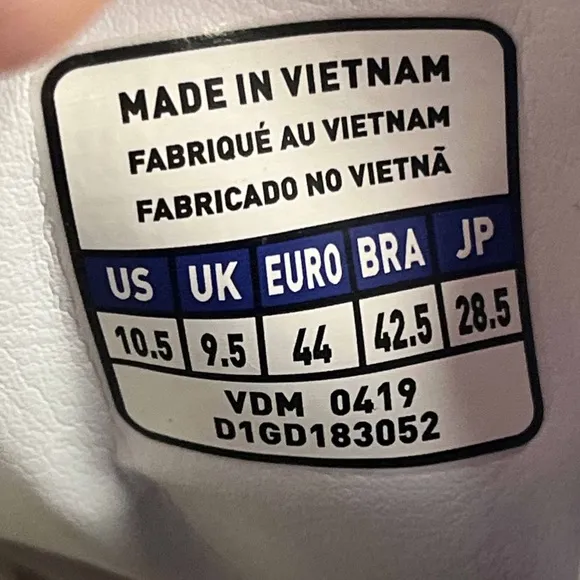 MADE IN VIETNAM
FABRIQUÉ AU VIETNAM
FABRICADO NO VIETNÃ
US UK EURO BRA JP
10.5 9.5 44 42.5 28.5
VDM 0419
D1GD183052